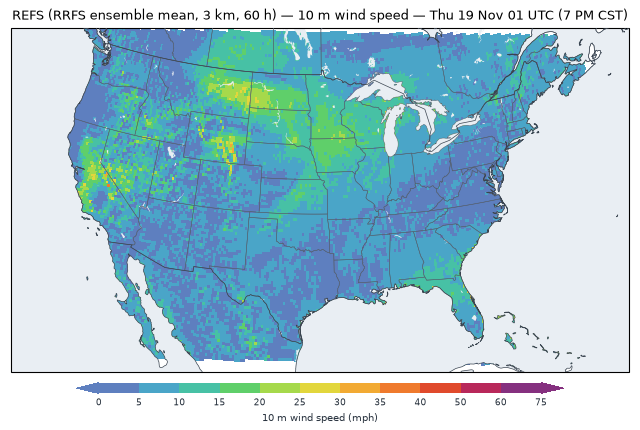 REFS (RRFS ensemble mean, 3 km, 60 h) — 10 m wind speed — Thu 19 Nov 01 UTC (7 PM CST)
0 5 10 15 20 25 30 35 40 50 60 75
10 m wind speed (mph)